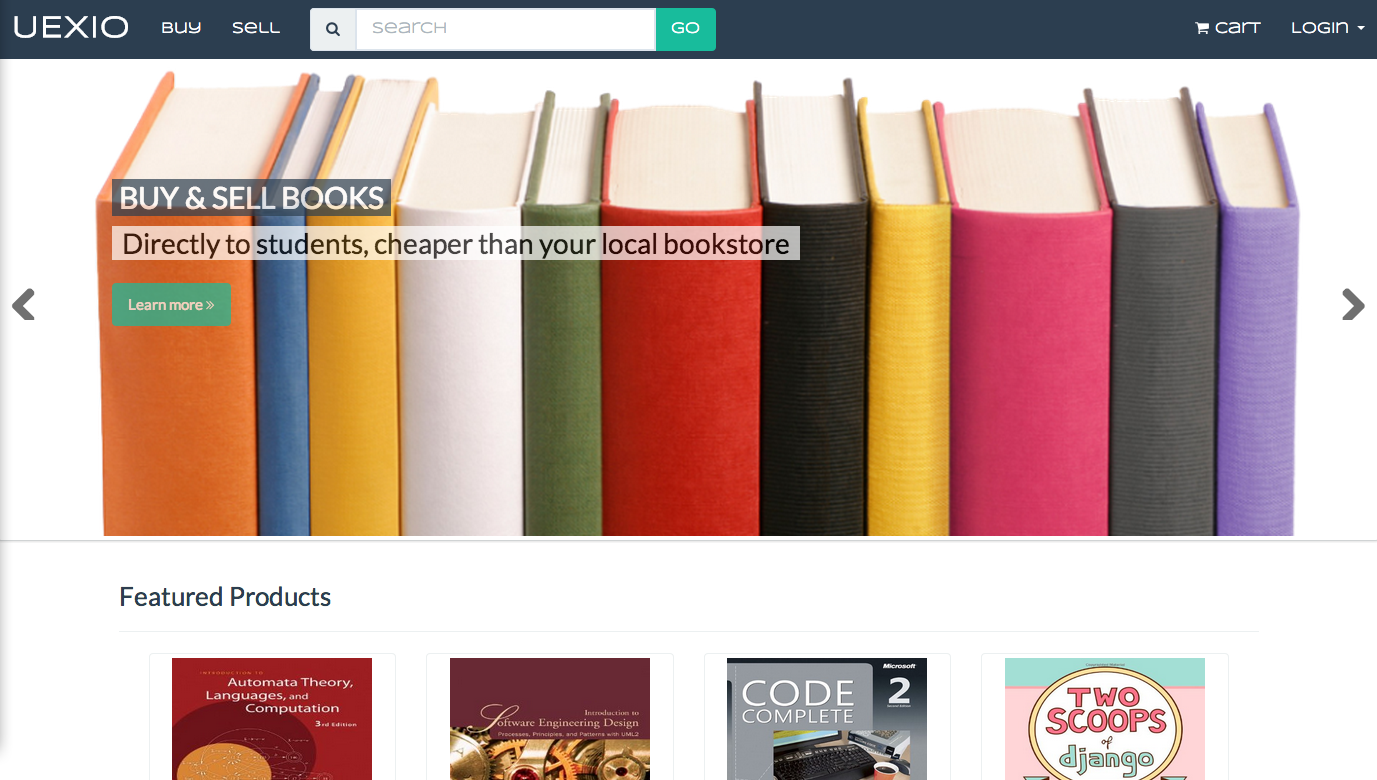 UEXIO Buy Sell Search GO Cart LOGIN
BUY & SELL BOOKS
Directly to students, cheaper than your local bookstore
Learn more »
Featured Products
INTRODUCTION TO
Automata Theory,
Languages, and
Computation
3rd Edition
Introduction to
Software Engineering Design
Processes, Principles, and Patterns with UML2
Microsoft
CODE
COMPLETE
2
Second Edition
TWO
SCOOPS
of
django